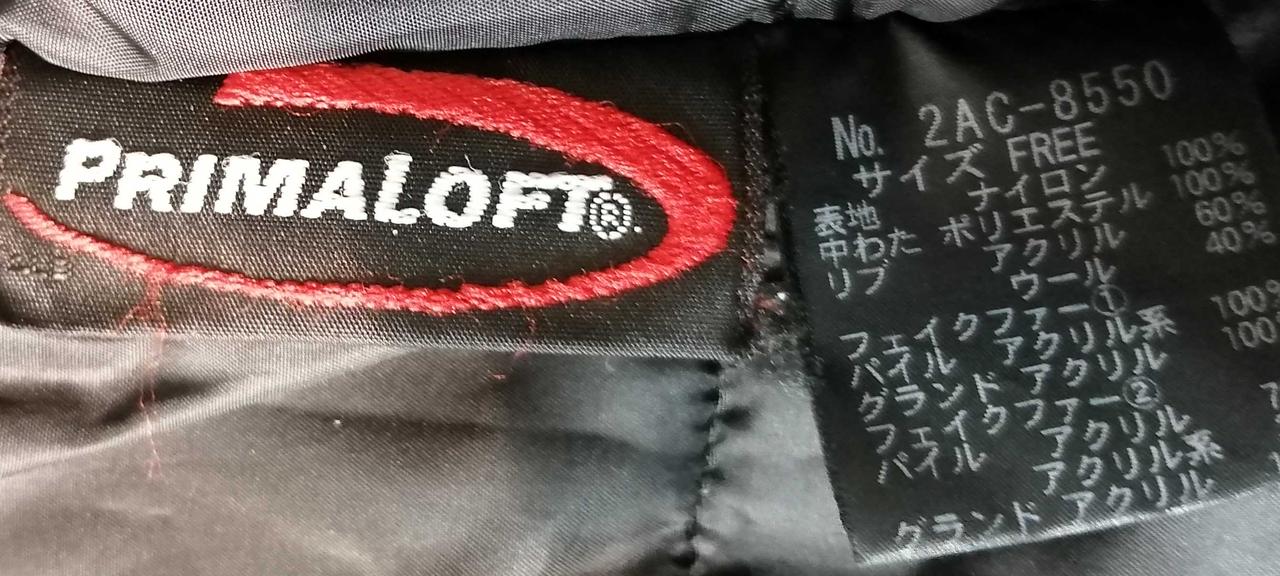 PRIMALOFT®
No. 2AC-8550
サイズ FREE
表地 ナイロン 100%
中わた ポリエステル 100%
リブ アクリル 60%
ウール 40%
フェイクファー①
パイル アクリル系 100%
グランド アクリル 100%
フェイクファー②
パイル アクリル
アクリル系
グランド アクリル